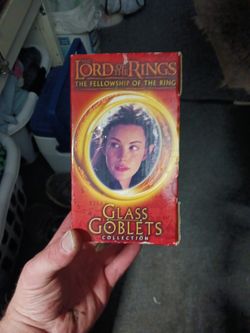 THE
LORD OF THE RINGS
THE FELLOWSHIP OF THE RING
GLASS
GOBLETS
COLLECTION